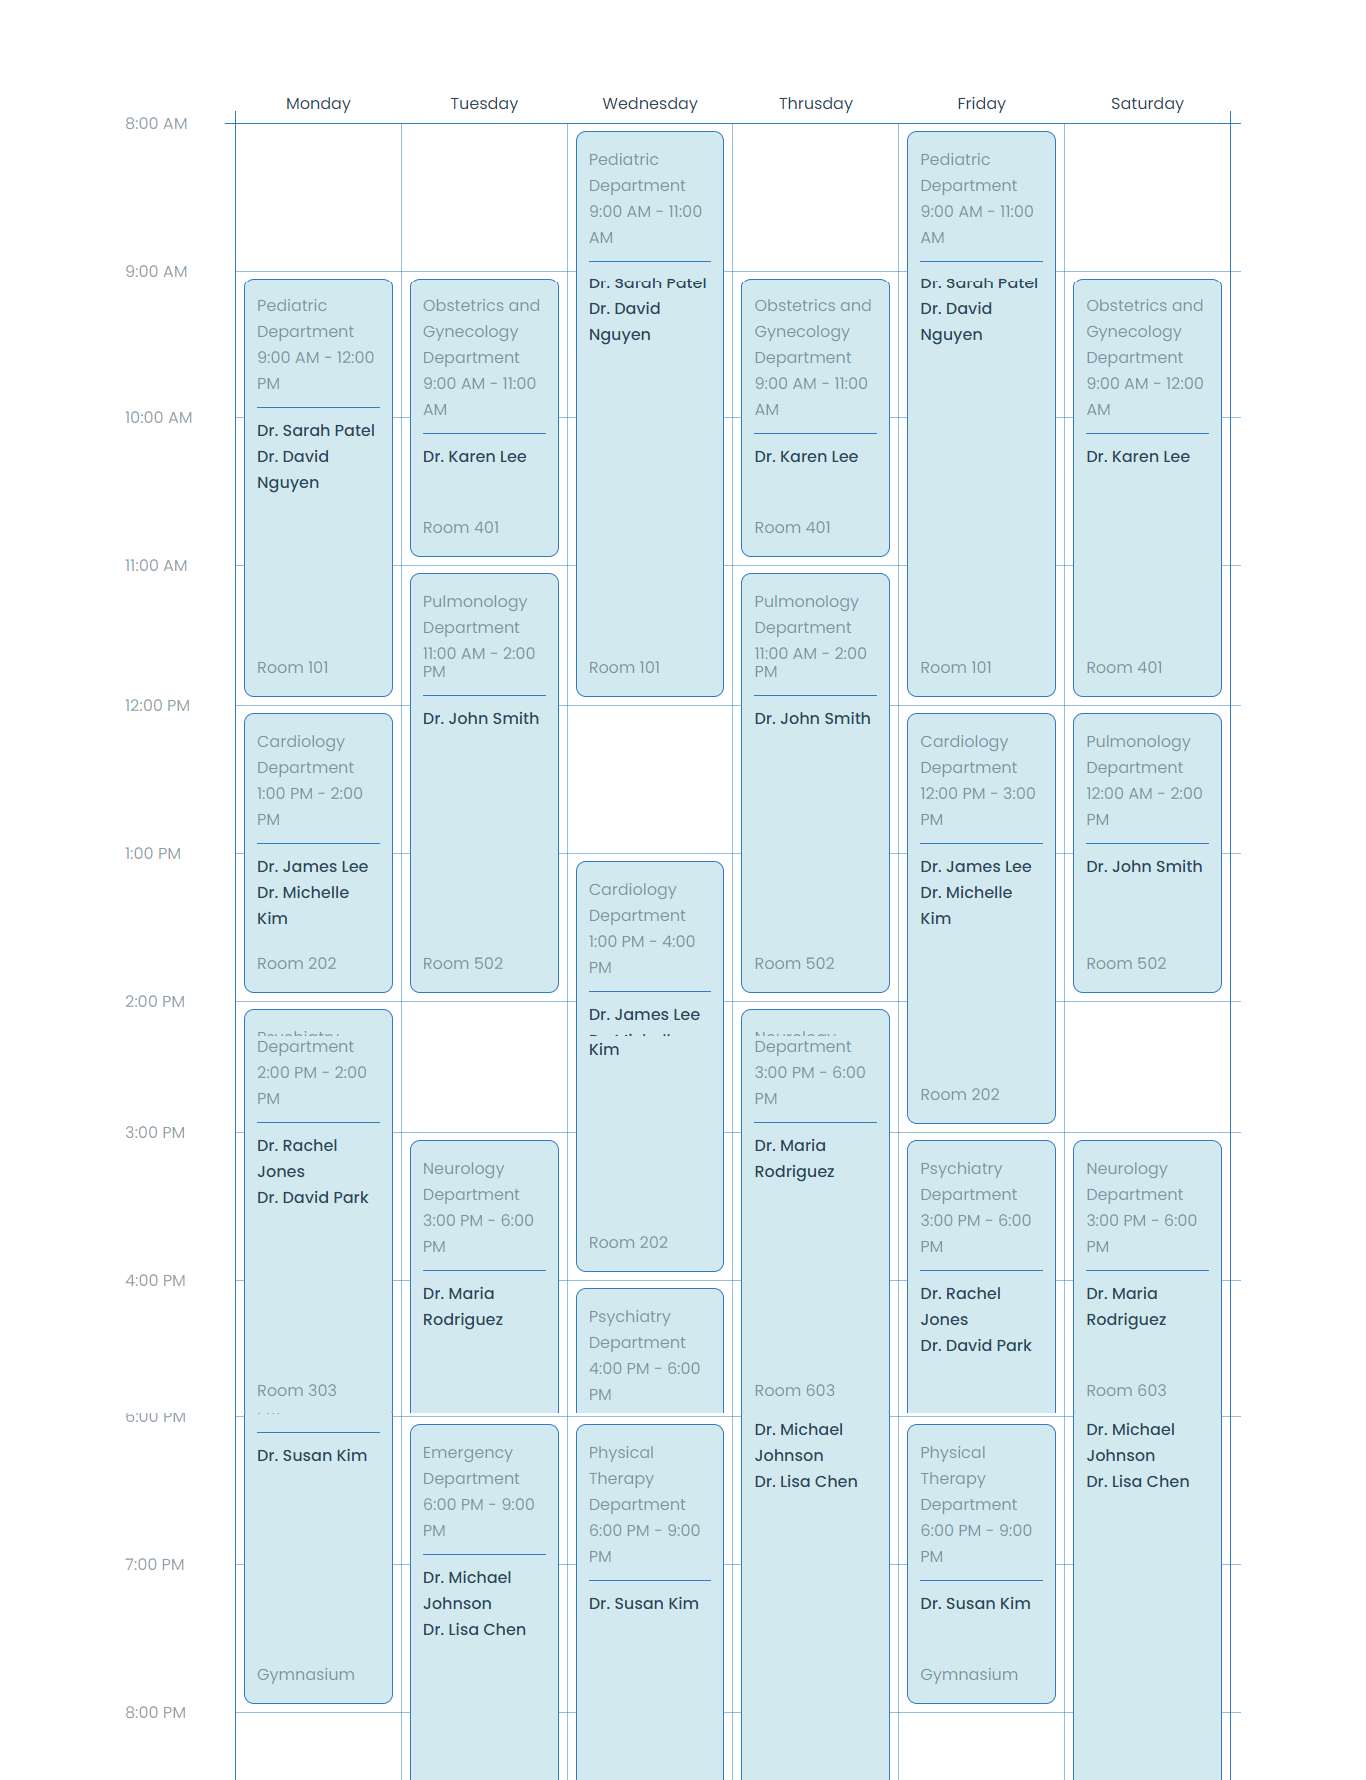 Monday
Tuesday
Wednesday
Thrusday
Friday
Saturday
8:00 AM
9:00 AM
10:00 AM
11:00 AM
12:00 PM
1:00 PM
2:00 PM
3:00 PM
4:00 PM
6:00 PM
7:00 PM
8:00 PM
Pediatric
Department
9:00 AM - 12:00
PM
Dr. Sarah Patel
Dr. David
Nguyen
Room 101
Cardiology
Department
1:00 PM - 2:00
PM
Dr. James Lee
Dr. Michelle
Kim
Room 202
Psychiatry
Department
2:00 PM - 2:00
PM
Dr. Rachel
Jones
Dr. David Park
Room 303
Dr. Susan Kim
Gymnasium
Obstetrics and
Gynecology
Department
9:00 AM - 11:00
AM
Dr. Karen Lee
Room 401
Pulmonology
Department
11:00 AM - 2:00
PM
Dr. John Smith
Room 502
Neurology
Department
3:00 PM - 6:00
PM
Dr. Maria
Rodriguez
Emergency
Department
6:00 PM - 9:00
PM
Dr. Michael
Johnson
Dr. Lisa Chen
Pediatric
Department
9:00 AM - 11:00
AM
Dr. Sarah Patel
Dr. David
Nguyen
Room 101
Cardiology
Department
1:00 PM - 4:00
PM
Dr. James Lee
Kim
Room 202
Psychiatry
Department
4:00 PM - 6:00
PM
Physical
Therapy
Department
6:00 PM - 9:00
PM
Dr. Susan Kim
Obstetrics and
Gynecology
Department
9:00 AM - 11:00
AM
Dr. Karen Lee
Room 401
Pulmonology
Department
11:00 AM - 2:00
PM
Dr. John Smith
Room 502
Neurology
Department
3:00 PM - 6:00
PM
Dr. Maria
Rodriguez
Room 603
Dr. Michael
Johnson
Dr. Lisa Chen
Pediatric
Department
9:00 AM - 11:00
AM
Dr. Sarah Patel
Dr. David
Nguyen
Room 101
Cardiology
Department
12:00 PM - 3:00
PM
Dr. James Lee
Dr. Michelle
Kim
Room 202
Psychiatry
Department
3:00 PM - 6:00
PM
Dr. Rachel
Jones
Dr. David Park
Physical
Therapy
Department
6:00 PM - 9:00
PM
Dr. Susan Kim
Gymnasium
Obstetrics and
Gynecology
Department
9:00 AM - 12:00
AM
Dr. Karen Lee
Room 401
Pulmonology
Department
12:00 AM - 2:00
PM
Dr. John Smith
Room 502
Neurology
Department
3:00 PM - 6:00
PM
Dr. Maria
Rodriguez
Room 603
Dr. Michael
Johnson
Dr. Lisa Chen